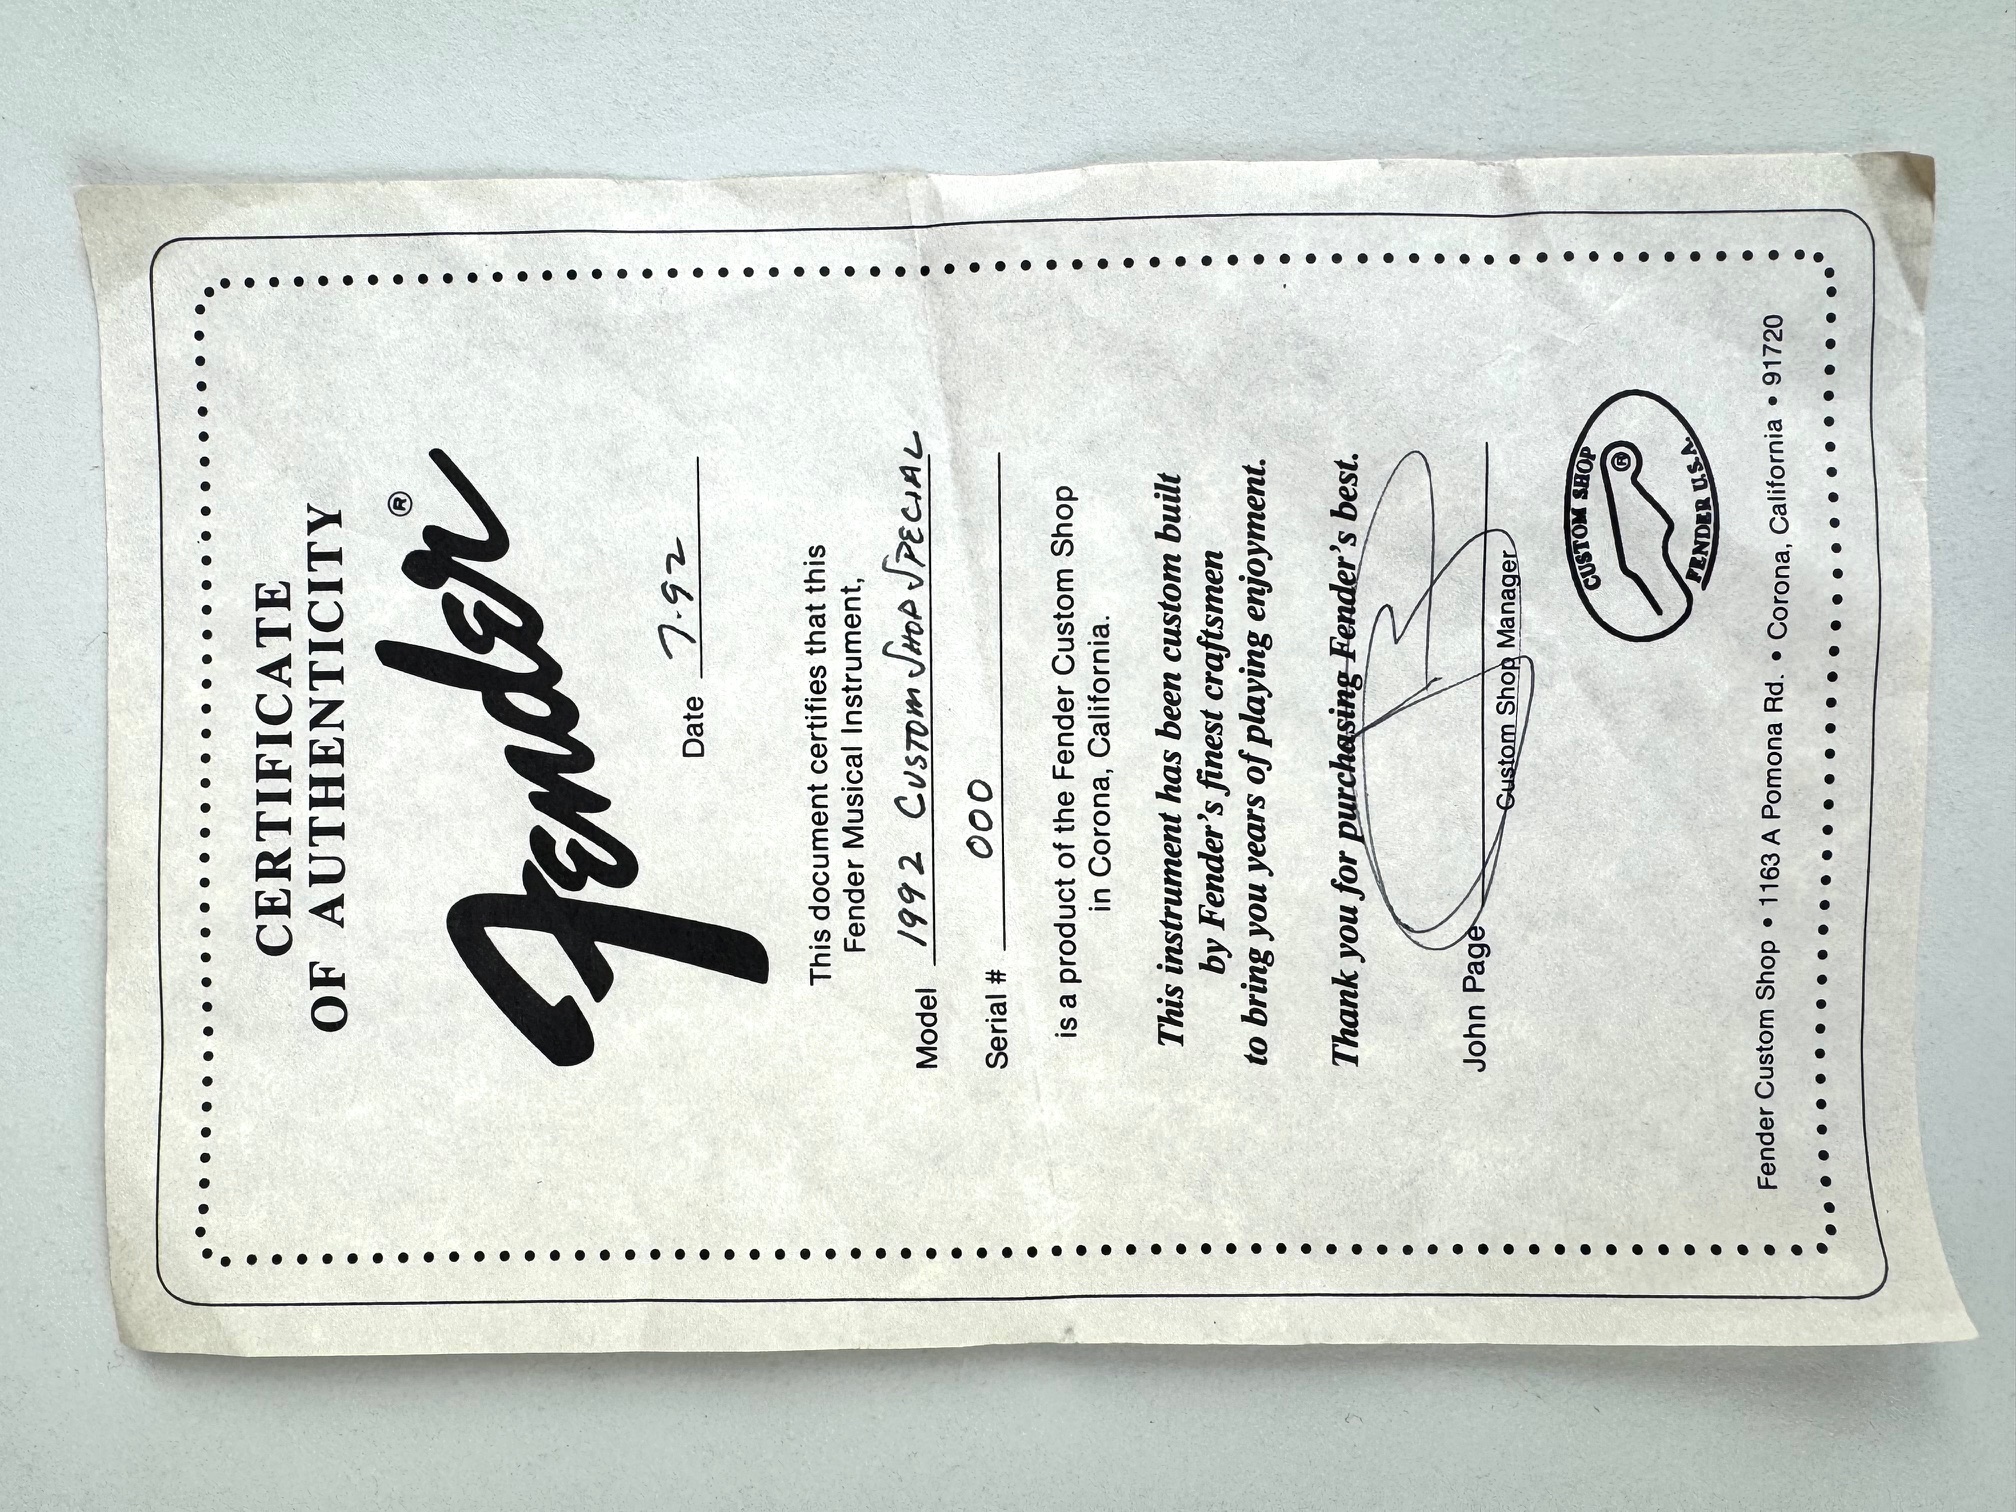 CERTIFICATE
OF AUTHENTICITY
Fender®
Date 7-92
This document certifies that this
Fender Musical Instrument,
Model 1992 CUSTOM SHOP SPECIAL
Serial # 000
is a product of the Fender Custom Shop
in Corona, California.
This instrument has been custom built
by Fender's finest craftsmen
to bring you years of playing enjoyment.
Thank you for purchasing Fender's best.
John Page
Custom Shop Manager
CUSTOM SHOP
®
FENDER U.S.A.
Fender Custom Shop • 1163 A Pomona Rd. • Corona, California • 91720